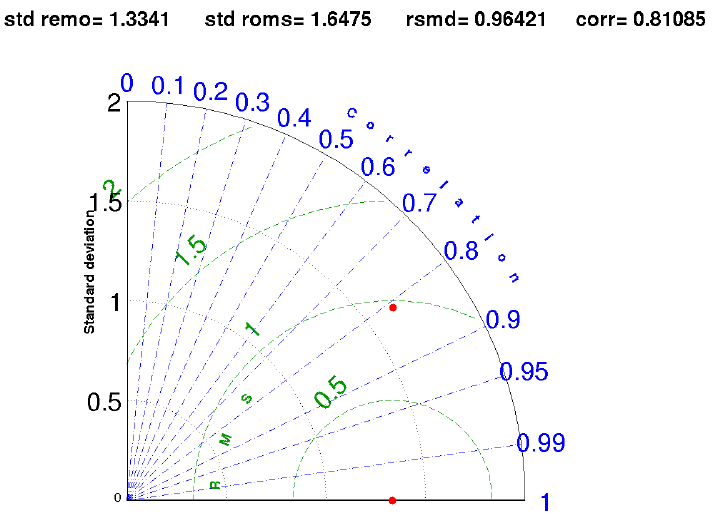 std remo= 1.3341 std roms= 1.6475 rsmd= 0.96421 corr= 0.81085
0 0.1 0.2 0.3 0.4 0.5 0.6 0.7 0.8 0.9 0.95 0.99 1
Correlation
2
1.5
1
0.5
0
Standard deviation
2
1.5
1
0.5
RMS